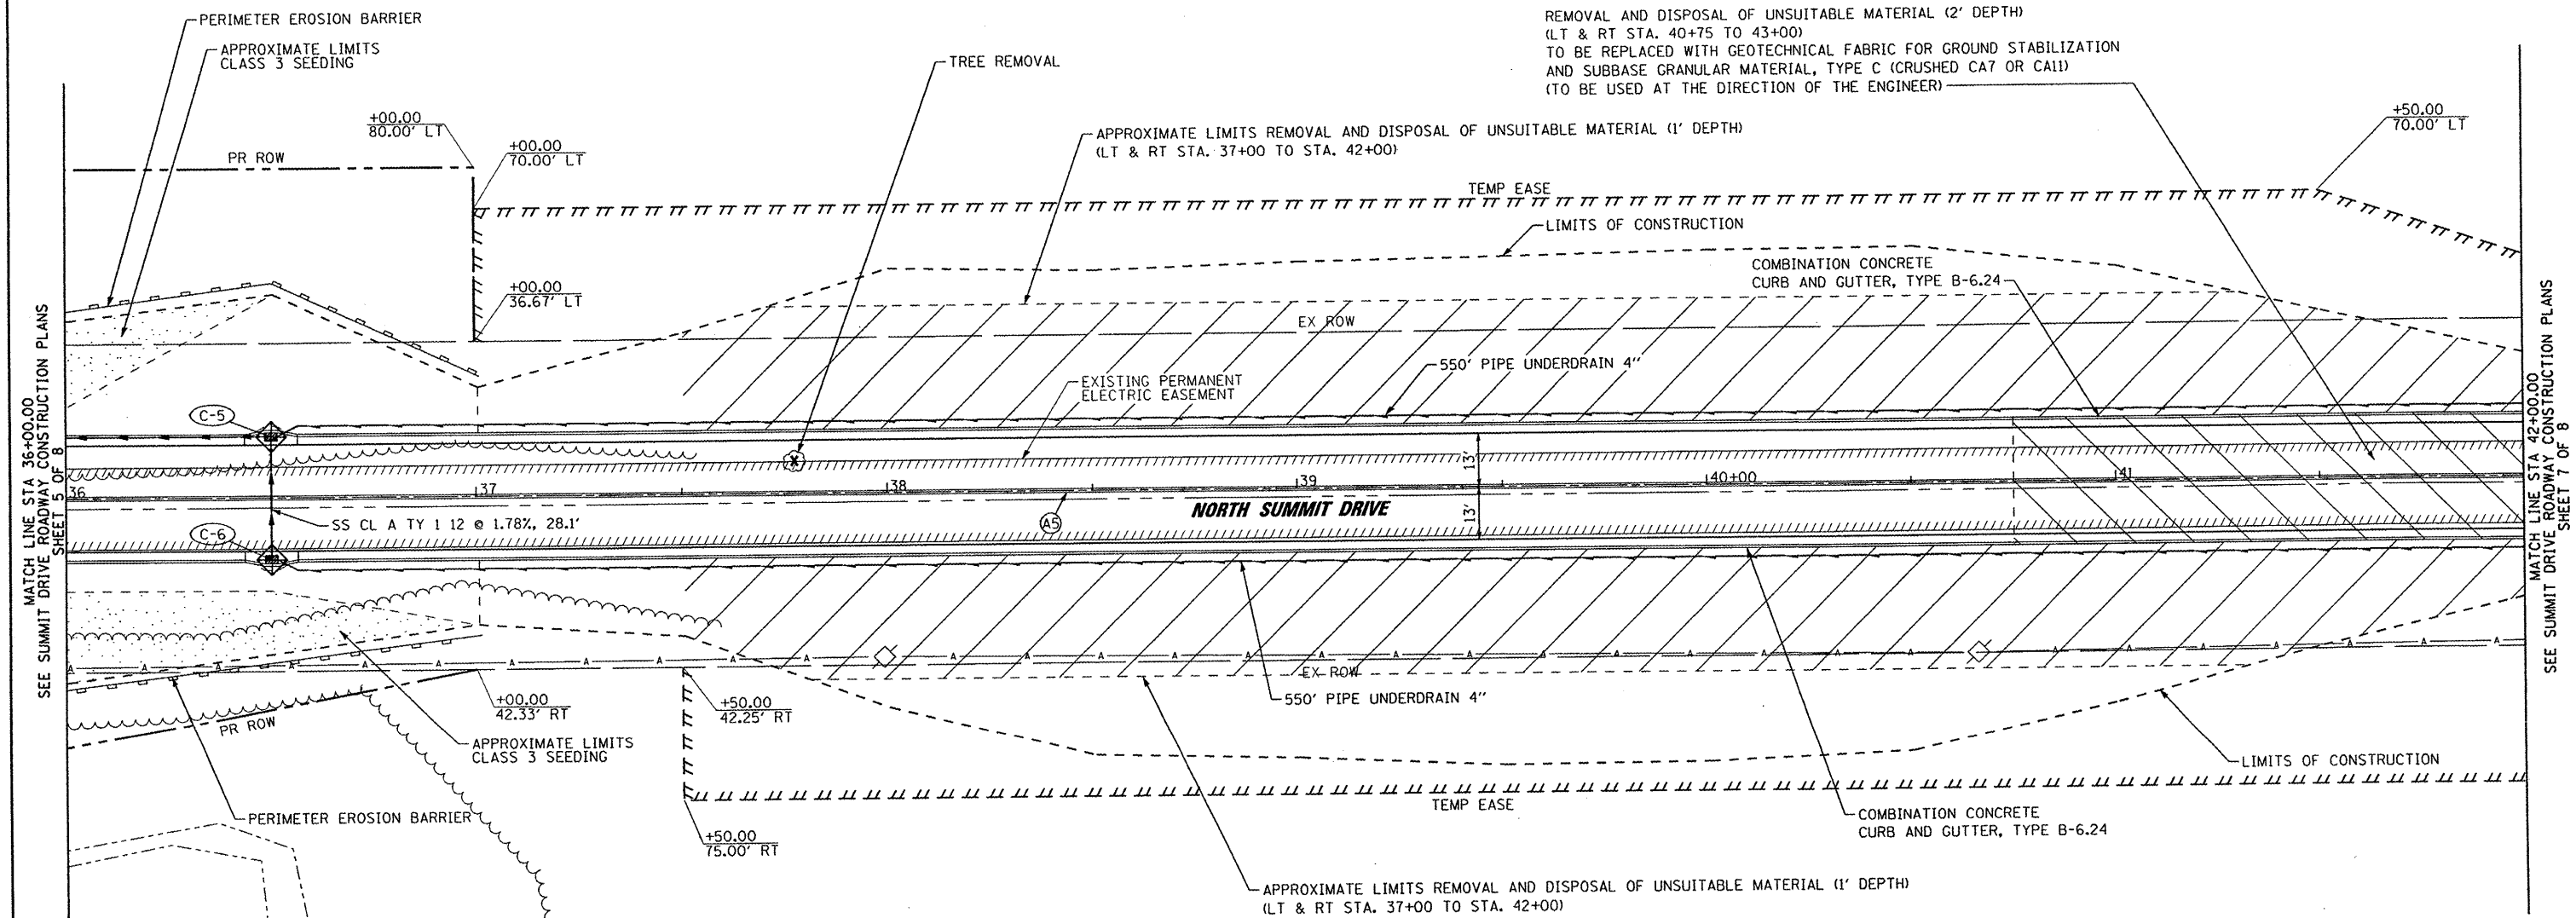 PERIMETER EROSION BARRIER
APPROXIMATE LIMITS
CLASS 3 SEEDING
TREE REMOVAL
REMOVAL AND DISPOSAL OF UNSUITABLE MATERIAL (2' DEPTH)
(LT & RT STA. 40+75 TO 43+00)
TO BE REPLACED WITH GEOTECHNICAL FABRIC FOR GROUND STABILIZATION
AND SUBBASE GRANULAR MATERIAL, TYPE C (CRUSHED CA7 OR CA11)
(TO BE USED AT THE DIRECTION OF THE ENGINEER)
+00.00
80.00' LT
+00.00
70.00' LT
+50.00
70.00' LT
APPROXIMATE LIMITS REMOVAL AND DISPOSAL OF UNSUITABLE MATERIAL (1' DEPTH)
(LT & RT STA. 37+00 TO STA. 42+00)
PR ROW
TEMP EASE
LIMITS OF CONSTRUCTION
COMBINATION CONCRETE
CURB AND GUTTER, TYPE B-6.24
+00.00
36.67' LT
EX ROW
550' PIPE UNDERDRAIN 4"
EXISTING PERMANENT
ELECTRIC EASEMENT
MATCH LINE STA 36+00.00
SEE SUMMIT DRIVE ROADWAY CONSTRUCTION PLANS
SHEET 5 OF 8
C-5
13'
36
37
38
39
40+00
41
NORTH SUMMIT DRIVE
A5
13'
SS CL A TY 1 12 @ 1.78%, 28.1'
C-6
MATCH LINE STA 42+00.00
SEE SUMMIT DRIVE ROADWAY CONSTRUCTION PLANS
SHEET 7 OF 8
A A A A A A A A A A A A A A A A A A A A A A A A A A A
EX ROW
550' PIPE UNDERDRAIN 4"
+00.00
42.33' RT
+50.00
42.25' RT
PR ROW
APPROXIMATE LIMITS
CLASS 3 SEEDING
LIMITS OF CONSTRUCTION
TEMP EASE
PERIMETER EROSION BARRIER
+50.00
75.00' RT
COMBINATION CONCRETE
CURB AND GUTTER, TYPE B-6.24
APPROXIMATE LIMITS REMOVAL AND DISPOSAL OF UNSUITABLE MATERIAL (1' DEPTH)
(LT & RT STA. 37+00 TO STA. 42+00)